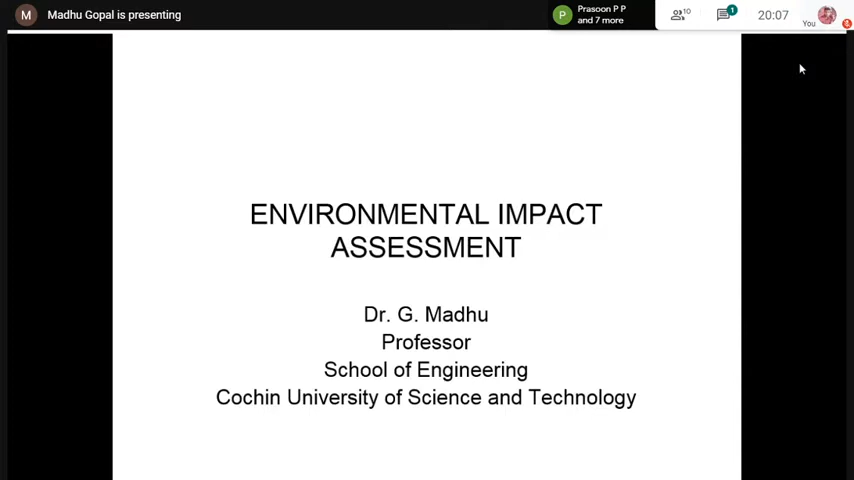 M Madhu Gopal is presenting
P Prasoon P P
and 7 more
10
1
20:07
You
ENVIRONMENTAL IMPACT
ASSESSMENT
Dr. G. Madhu
Professor
School of Engineering
Cochin University of Science and Technology